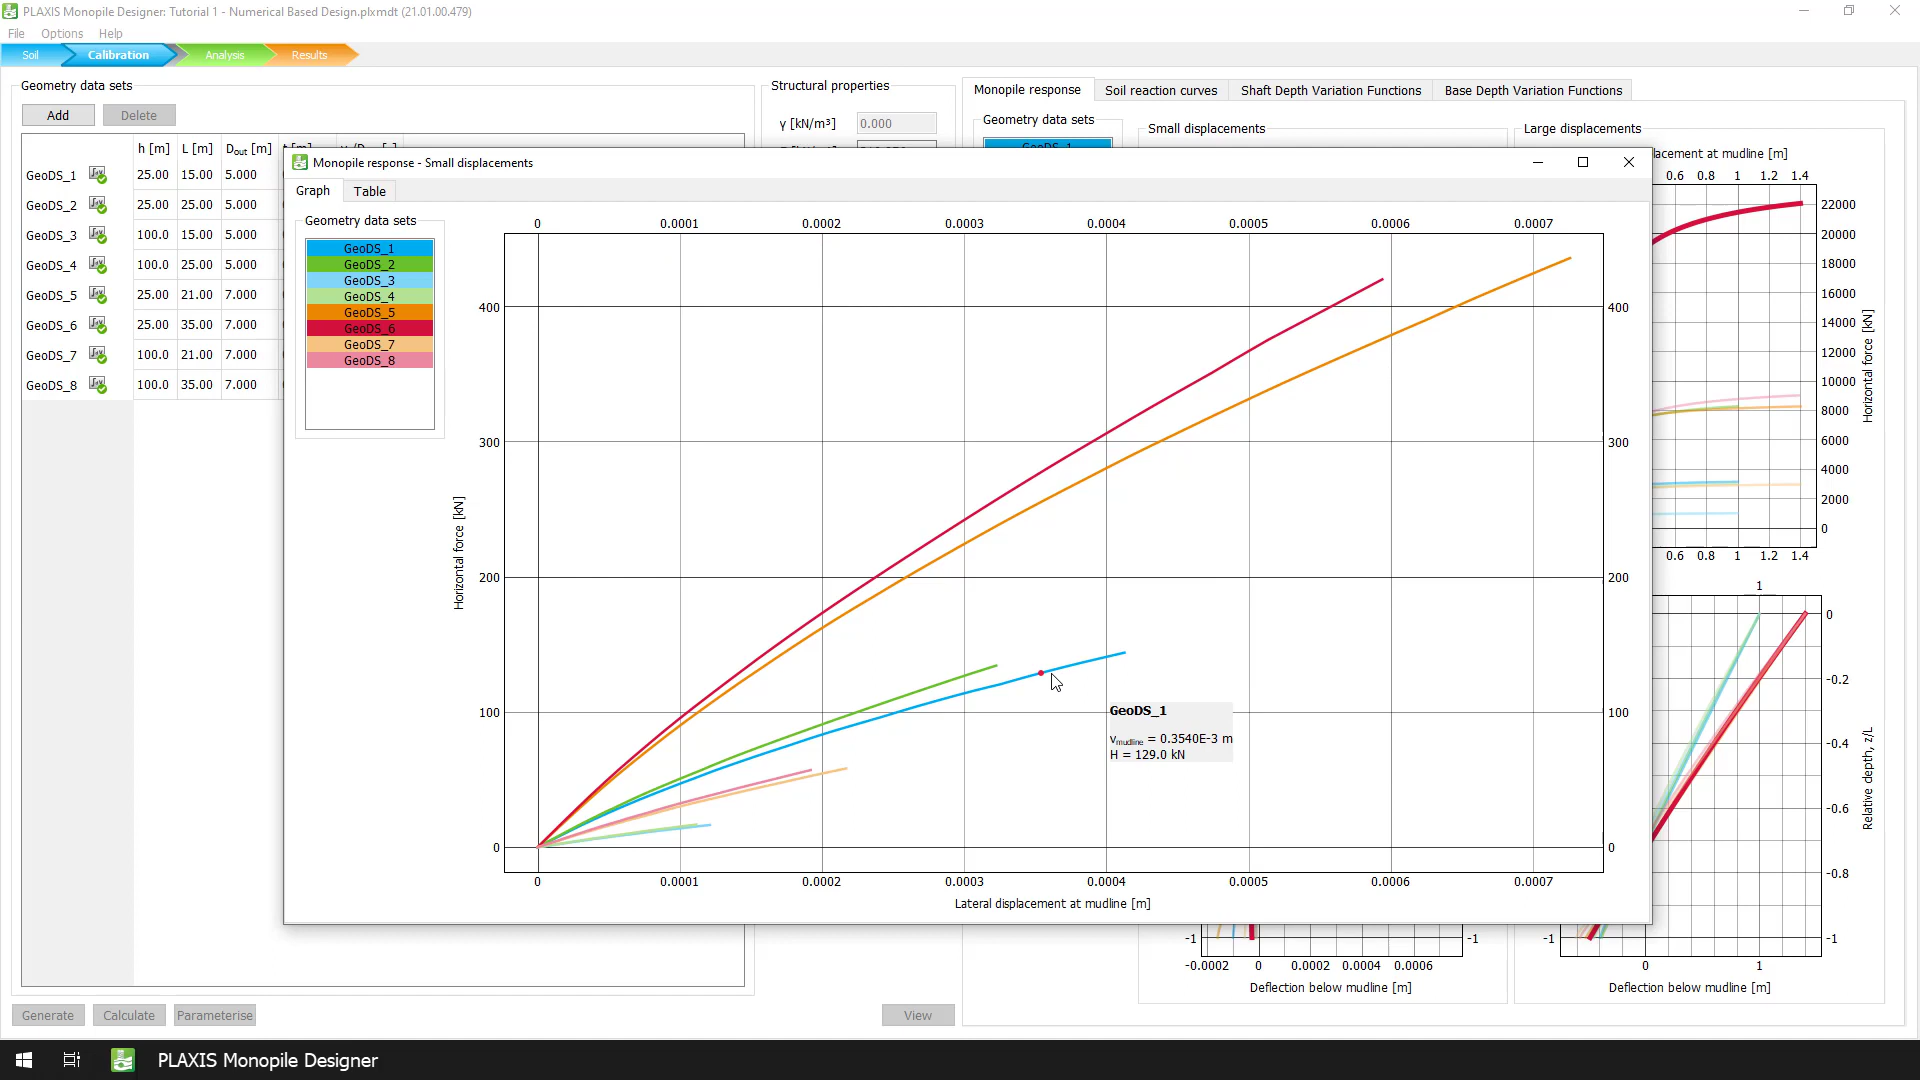 PLAXIS Monopile Designer: Tutorial 1 - Numerical Based Design.plxmdt (21.01.00.479)
File Options Help
Soil Calibration Analysis Results
Geometry data sets
Add Delete
h [m] L [m] Dout [m]
GeoDS_1 25.00 15.00 5.000
GeoDS_2 25.00 25.00 5.000
GeoDS_3 100.0 15.00 5.000
GeoDS_4 100.0 25.00 5.000
GeoDS_5 25.00 21.00 7.000
GeoDS_6 25.00 35.00 7.000
GeoDS_7 100.0 21.00 7.000
GeoDS_8 100.0 35.00 7.000
Generate Calculate Parameterise
Structural properties
γ [kN/m³] 0.000
View
Monopile response Soil reaction curves Shaft Depth Variation Functions Base Depth Variation Functions
Geometry data sets
Small displacements
Large displacements
Monopile response - Small displacements
Graph Table
Geometry data sets
GeoDS_1
GeoDS_2
GeoDS_3
GeoDS_4
GeoDS_5
GeoDS_6
GeoDS_7
GeoDS_8
0 0.0001 0.0002 0.0003 0.0004 0.0005 0.0006 0.0007
400 400
300 300
Horizontal force [kN]
200 200
100 100
0 0
GeoDS_1
vmudline = 0.3540E-3 m
H = 129.0 kN
0 0.0001 0.0002 0.0003 0.0004 0.0005 0.0006 0.0007
Lateral displacement at mudline [m]
lacement at mudline [m]
0.6 0.8 1 1.2 1.4
22000
20000
18000
16000
14000
12000
10000
8000
6000
4000
2000
0
Horizontal force [kN]
0.6 0.8 1 1.2 1.4
1
0
-0.2
-0.4
-0.6
-0.8
-1
Relative depth, z/L
-1 -1
-0.0002 0 0.0002 0.0004 0.0006
Deflection below mudline [m]
-1
0 1
Deflection below mudline [m]
PLAXIS Monopile Designer